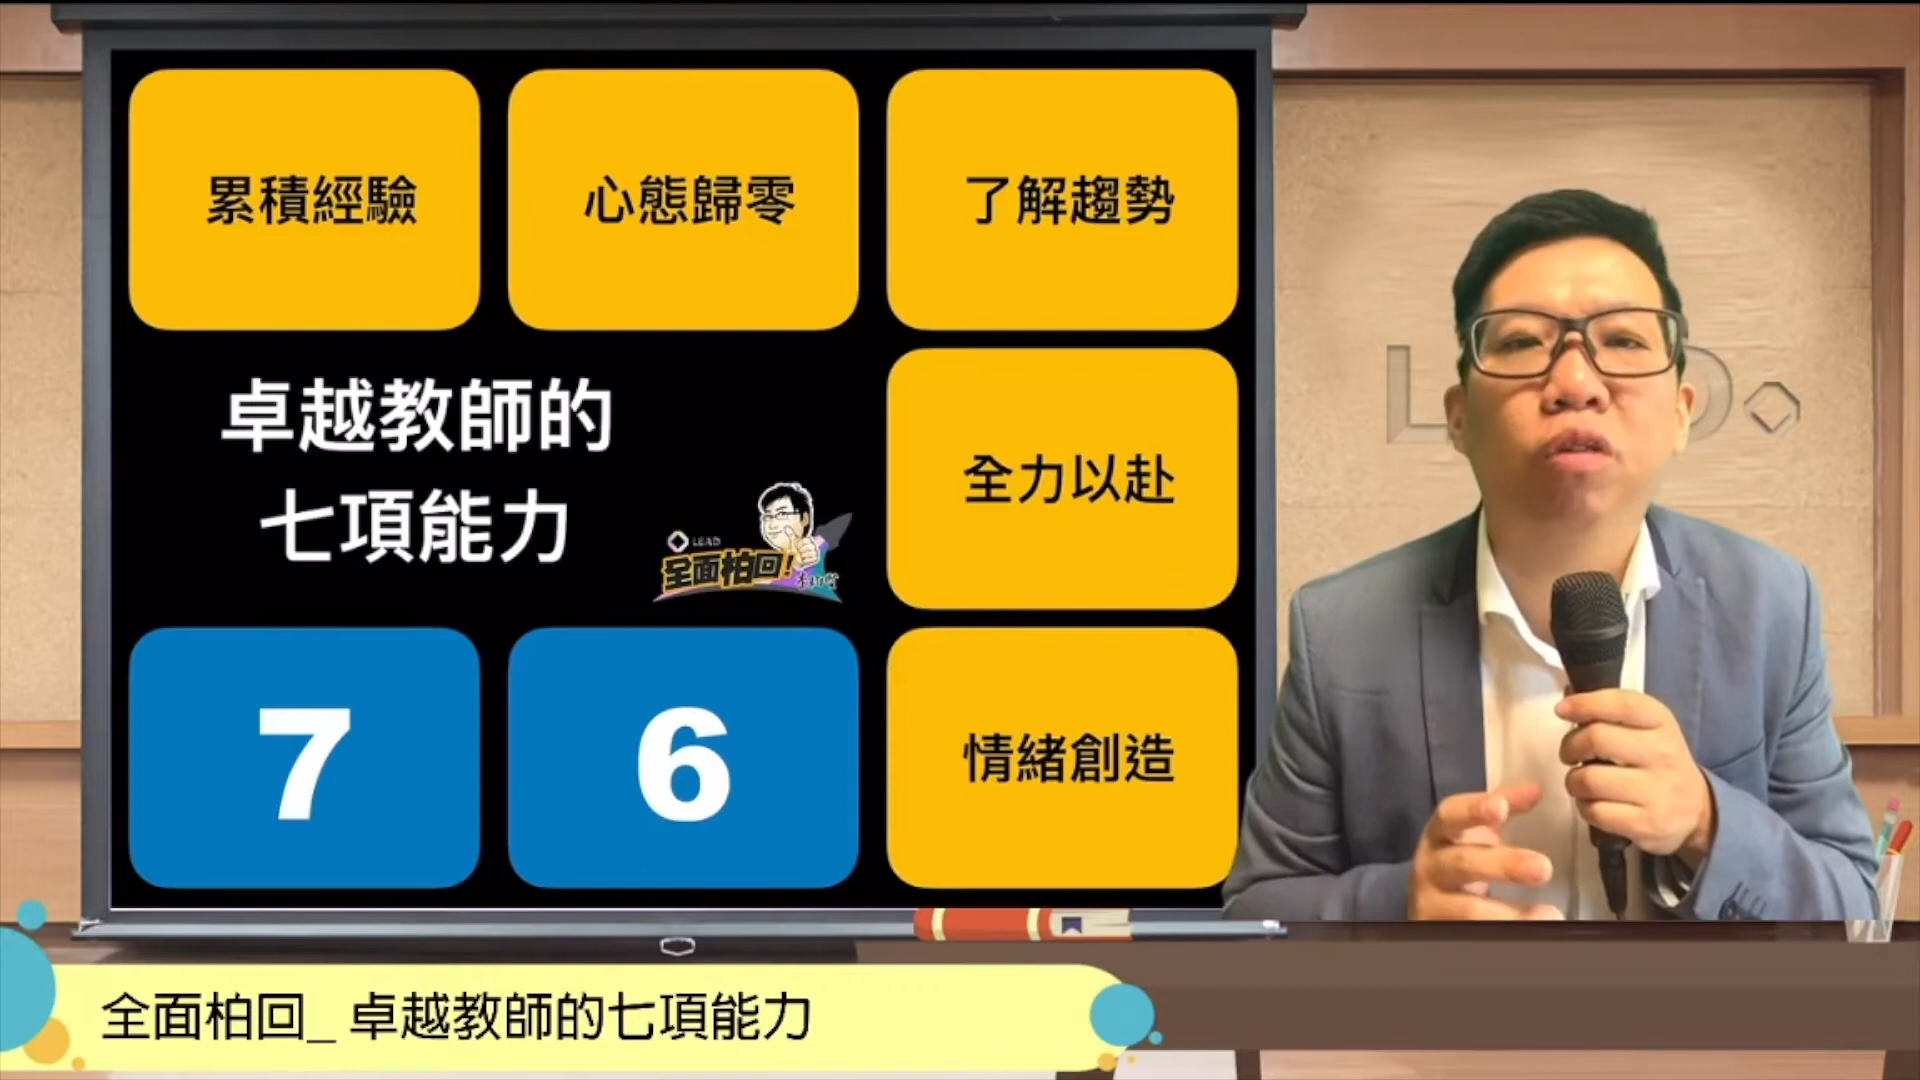 累積經驗
心態歸零
了解趨勢
卓越教師的
七項能力
全力以赴
LEAD
全面柏回!
7
6
情緒創造
全面柏回_ 卓越教師的七項能力